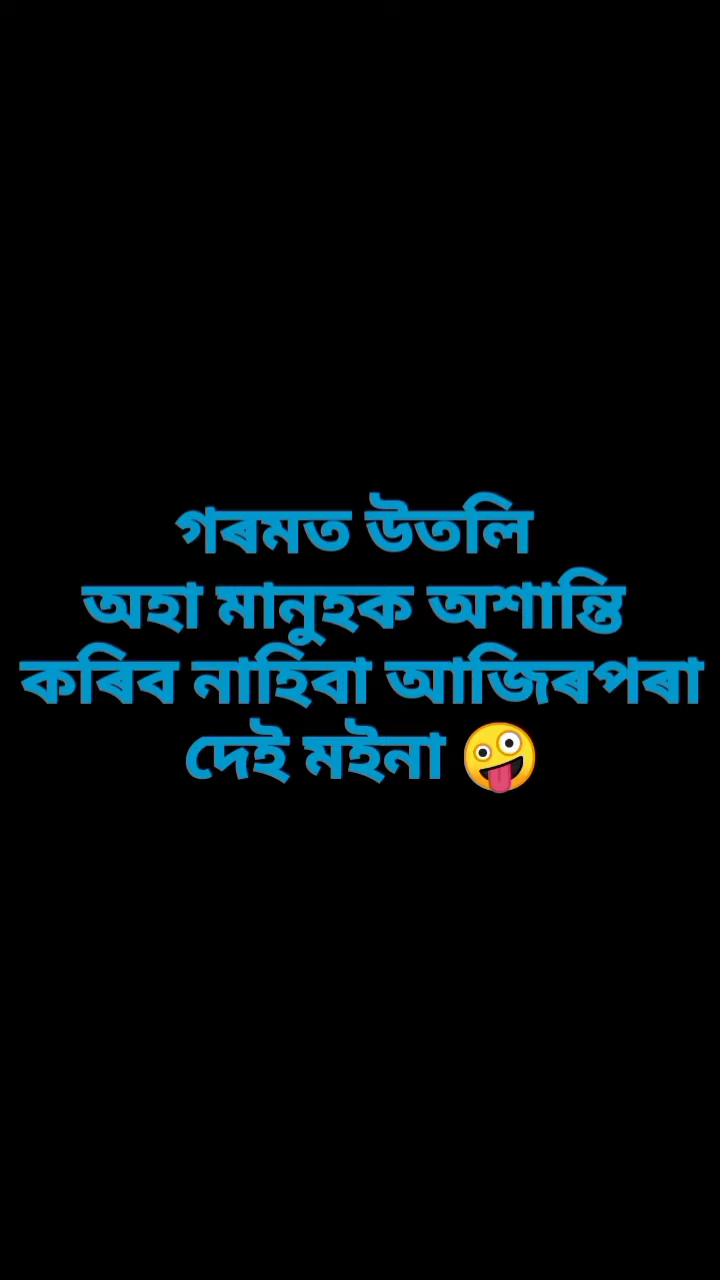 গৰমত উতলি
অহা মানুহক অশান্তি
কৰিব নাহিবা আজিৰপৰা
দেই মইনা 🤪